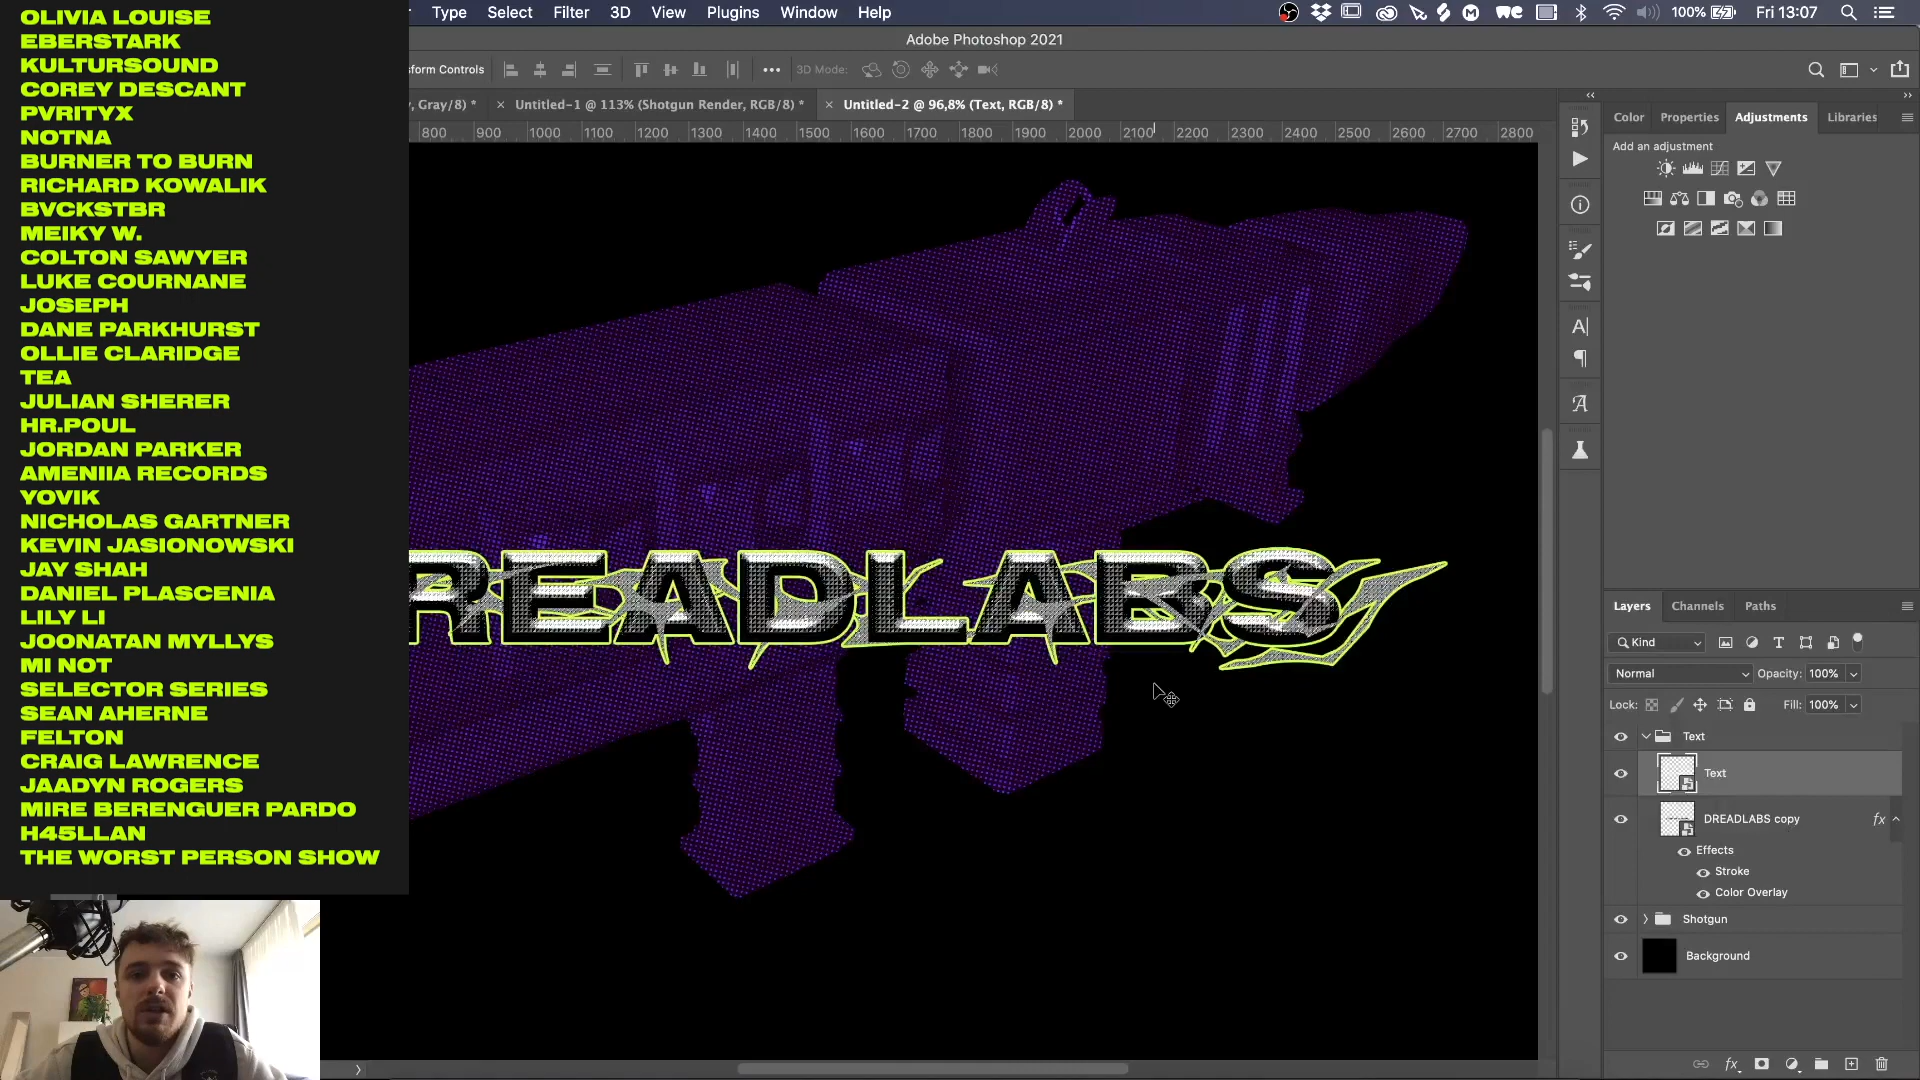 OLIVIA LOUISE
EBERSTARK
KULTURSOUND
COREY DESCANT
PVRITYX
NOTNA
BURNER TO BURN
RICHARD KOWALIK
BVCKSTBR
MEIKY W.
COLTON SAWYER
LUKE COURNANE
JOSEPH
DANE PARKHURST
OLLIE CLARIDGE
TEA
JULIAN SHERER
HR.POUL
JORDAN PARKER
AMENIIA RECORDS
YOVIK
NICHOLAS GARTNER
KEVIN JASIONOWSKI
JAY SHAH
DANIEL PLASCENIA
LILY LI
JOONATAN MYLLYS
MI NOT
SELECTOR SERIES
SEAN AHERNE
FELTON
CRAIG LAWRENCE
JAADYN ROGERS
MIRE BERENGUER PARDO
H45LLAN
THE WORST PERSON SHOW
Type Select Filter 3D View Plugins Window Help
100% Fri 13:07
Adobe Photoshop 2021
sform Controls
3D Mode:
, Gray/8) *
Untitled-1 @ 113% (Shotgun Render, RGB/8) *
Untitled-2 @ 96,8% (Text, RGB/8) *
800 900 1000 1100 1200 1300 1400 1500 1600 1700 1800 1900 2000 2100 2200 2300 2400 2500 2600 2700 2800
READLABS
Color Properties Adjustments Libraries
Add an adjustment
Layers Channels Paths
Kind
Normal Opacity: 100%
Lock: Fill: 100%
Text
Text
DREADLABS copy fx
Effects
Stroke
Color Overlay
Shotgun
Background
fx